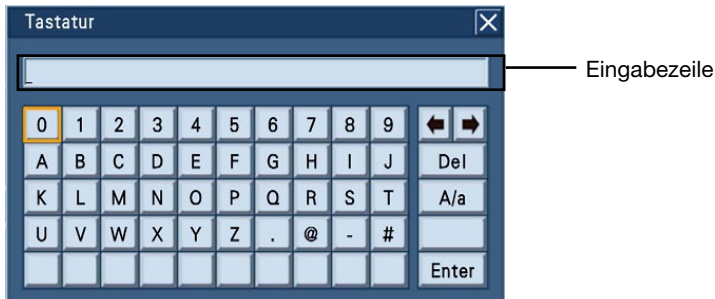 Tastatur
_
Eingabezeile
0 1 2 3 4 5 6 7 8 9
A B C D E F G H I J Del
K L M N O P Q R S T A/a
U V W X Y Z . @ - #
Enter